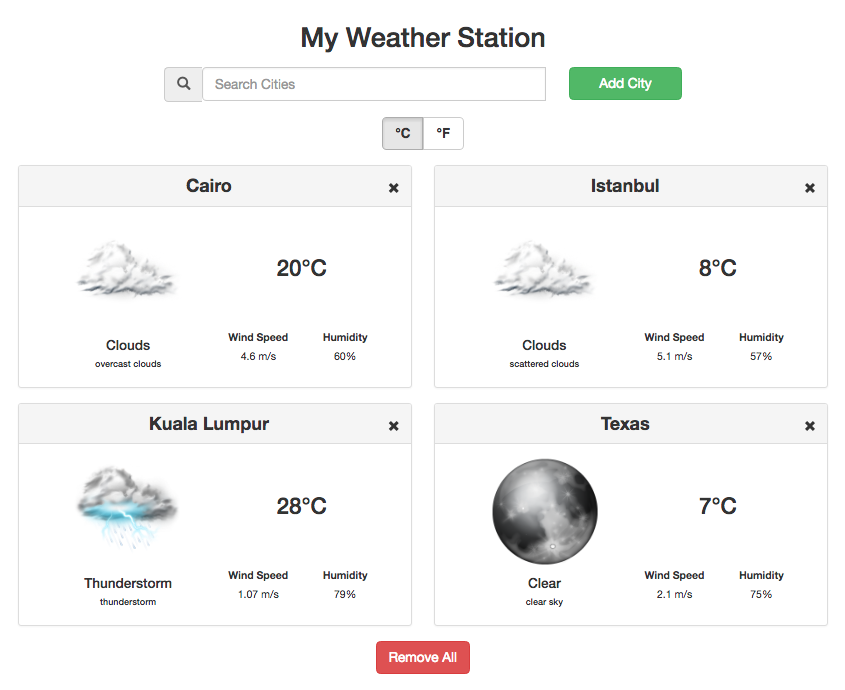 My Weather Station
Search Cities
Add City
°C °F
Cairo
20°C
Clouds
overcast clouds
Wind Speed Humidity
4.6 m/s 60%
Istanbul
8°C
Clouds
scattered clouds
Wind Speed Humidity
5.1 m/s 57%
Kuala Lumpur
28°C
Thunderstorm
thunderstorm
Wind Speed Humidity
1.07 m/s 79%
Texas
7°C
Clear
clear sky
Wind Speed Humidity
2.1 m/s 75%
Remove All